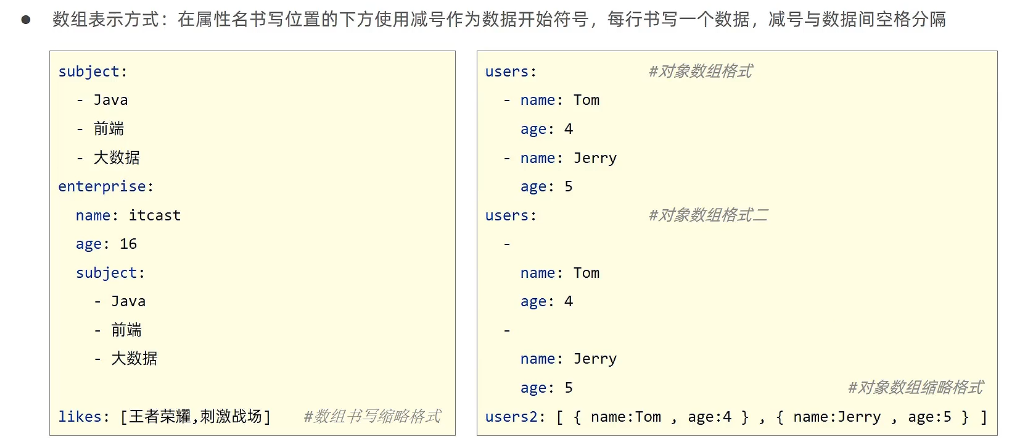 ● 数组表示方式：在属性名书写位置的下方使用减号作为数据开始符号，每行书写一个数据，减号与数据间空格分隔
subject:
  - Java
  - 前端
  - 大数据
enterprise:
  name: itcast
  age: 16
  subject:
    - Java
    - 前端
    - 大数据
likes: [王者荣耀,刺激战场] #数组书写缩略格式
users: #对象数组格式
  - name: Tom
    age: 4
  - name: Jerry
    age: 5
users: #对象数组格式二
  -
    name: Tom
    age: 4
  -
    name: Jerry
    age: 5 #对象数组缩略格式
users2: [ { name:Tom , age:4 } , { name:Jerry , age:5 } ]